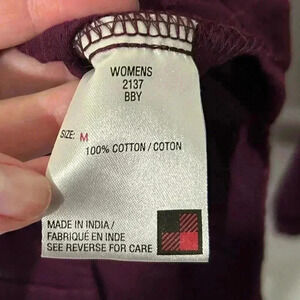 WOMENS
2137
BBY
SIZE: M
100% COTTON / COTON
MADE IN INDIA/
FABRIQUÉ EN INDE
SEE REVERSE FOR CARE